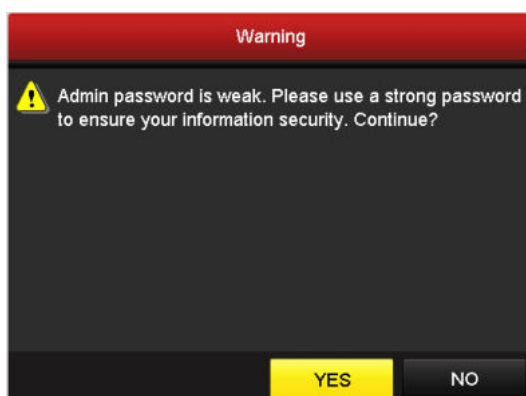 Warning
Admin password is weak. Please use a strong password
to ensure your information security. Continue?
YES
NO